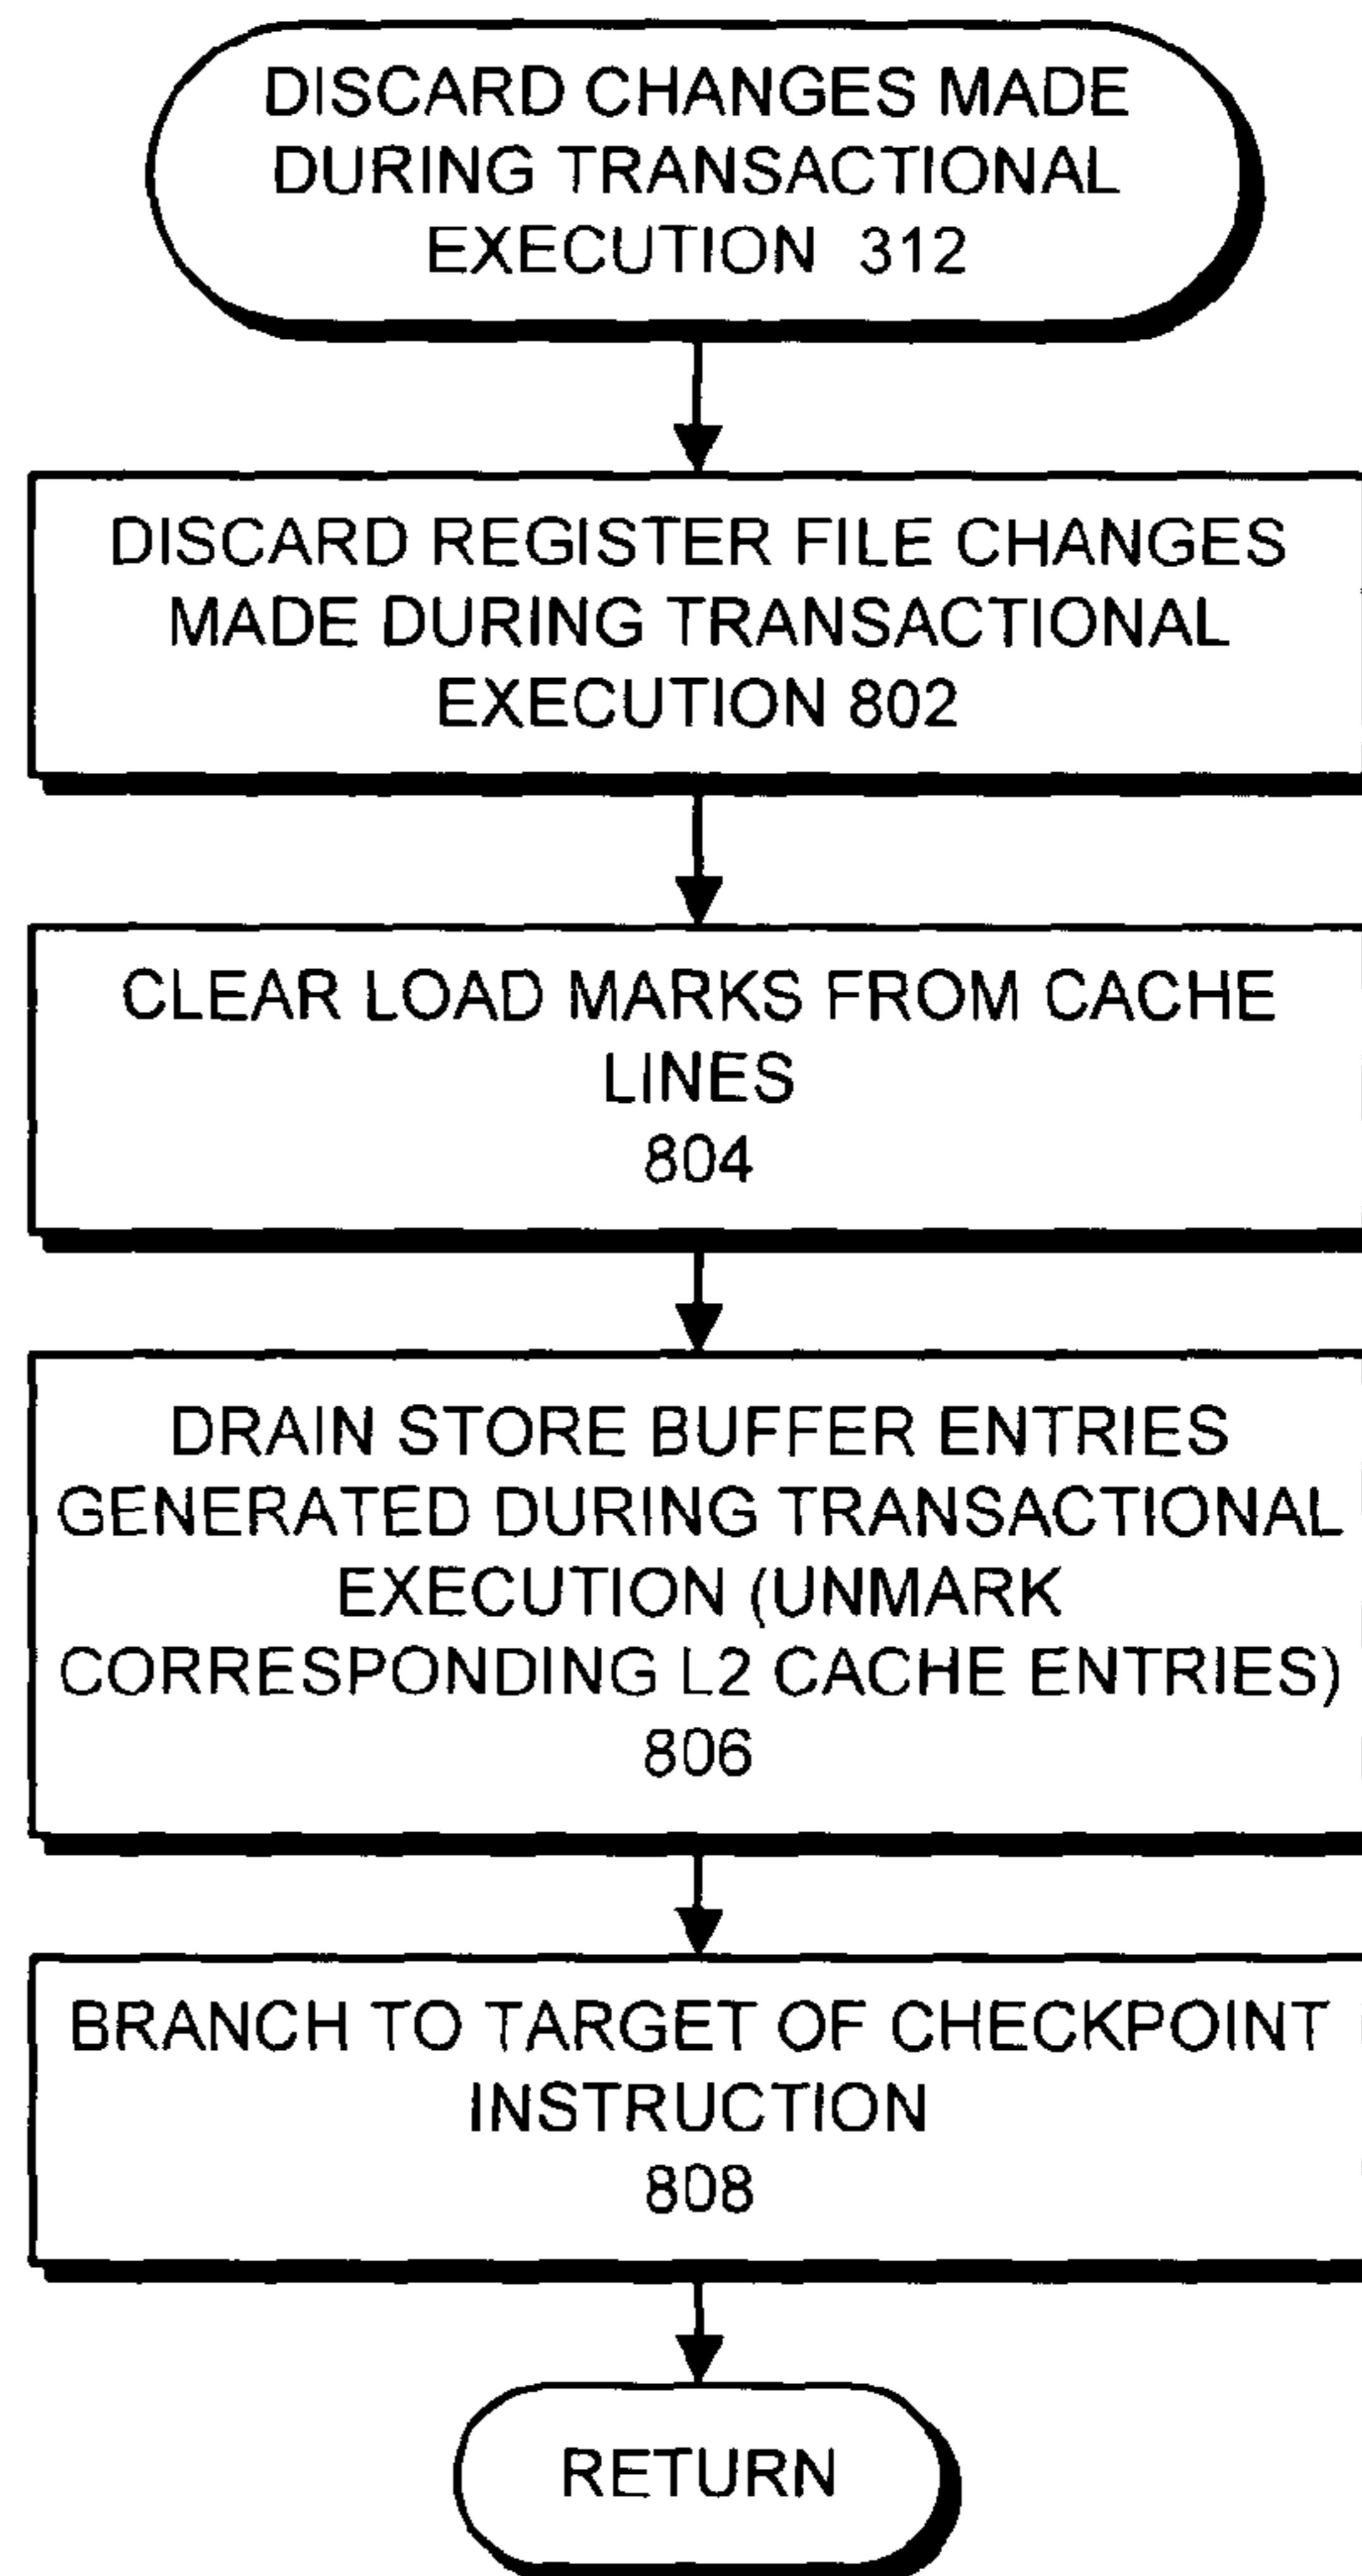 DISCARD CHANGES MADE
DURING TRANSACTIONAL
EXECUTION 312
DISCARD REGISTER FILE CHANGES
MADE DURING TRANSACTIONAL
EXECUTION 802
CLEAR LOAD MARKS FROM CACHE
LINES
804
DRAIN STORE BUFFER ENTRIES
GENERATED DURING TRANSACTIONAL
EXECUTION (UNMARK
CORRESPONDING L2 CACHE ENTRIES)
806
BRANCH TO TARGET OF CHECKPOINT
INSTRUCTION
808
RETURN